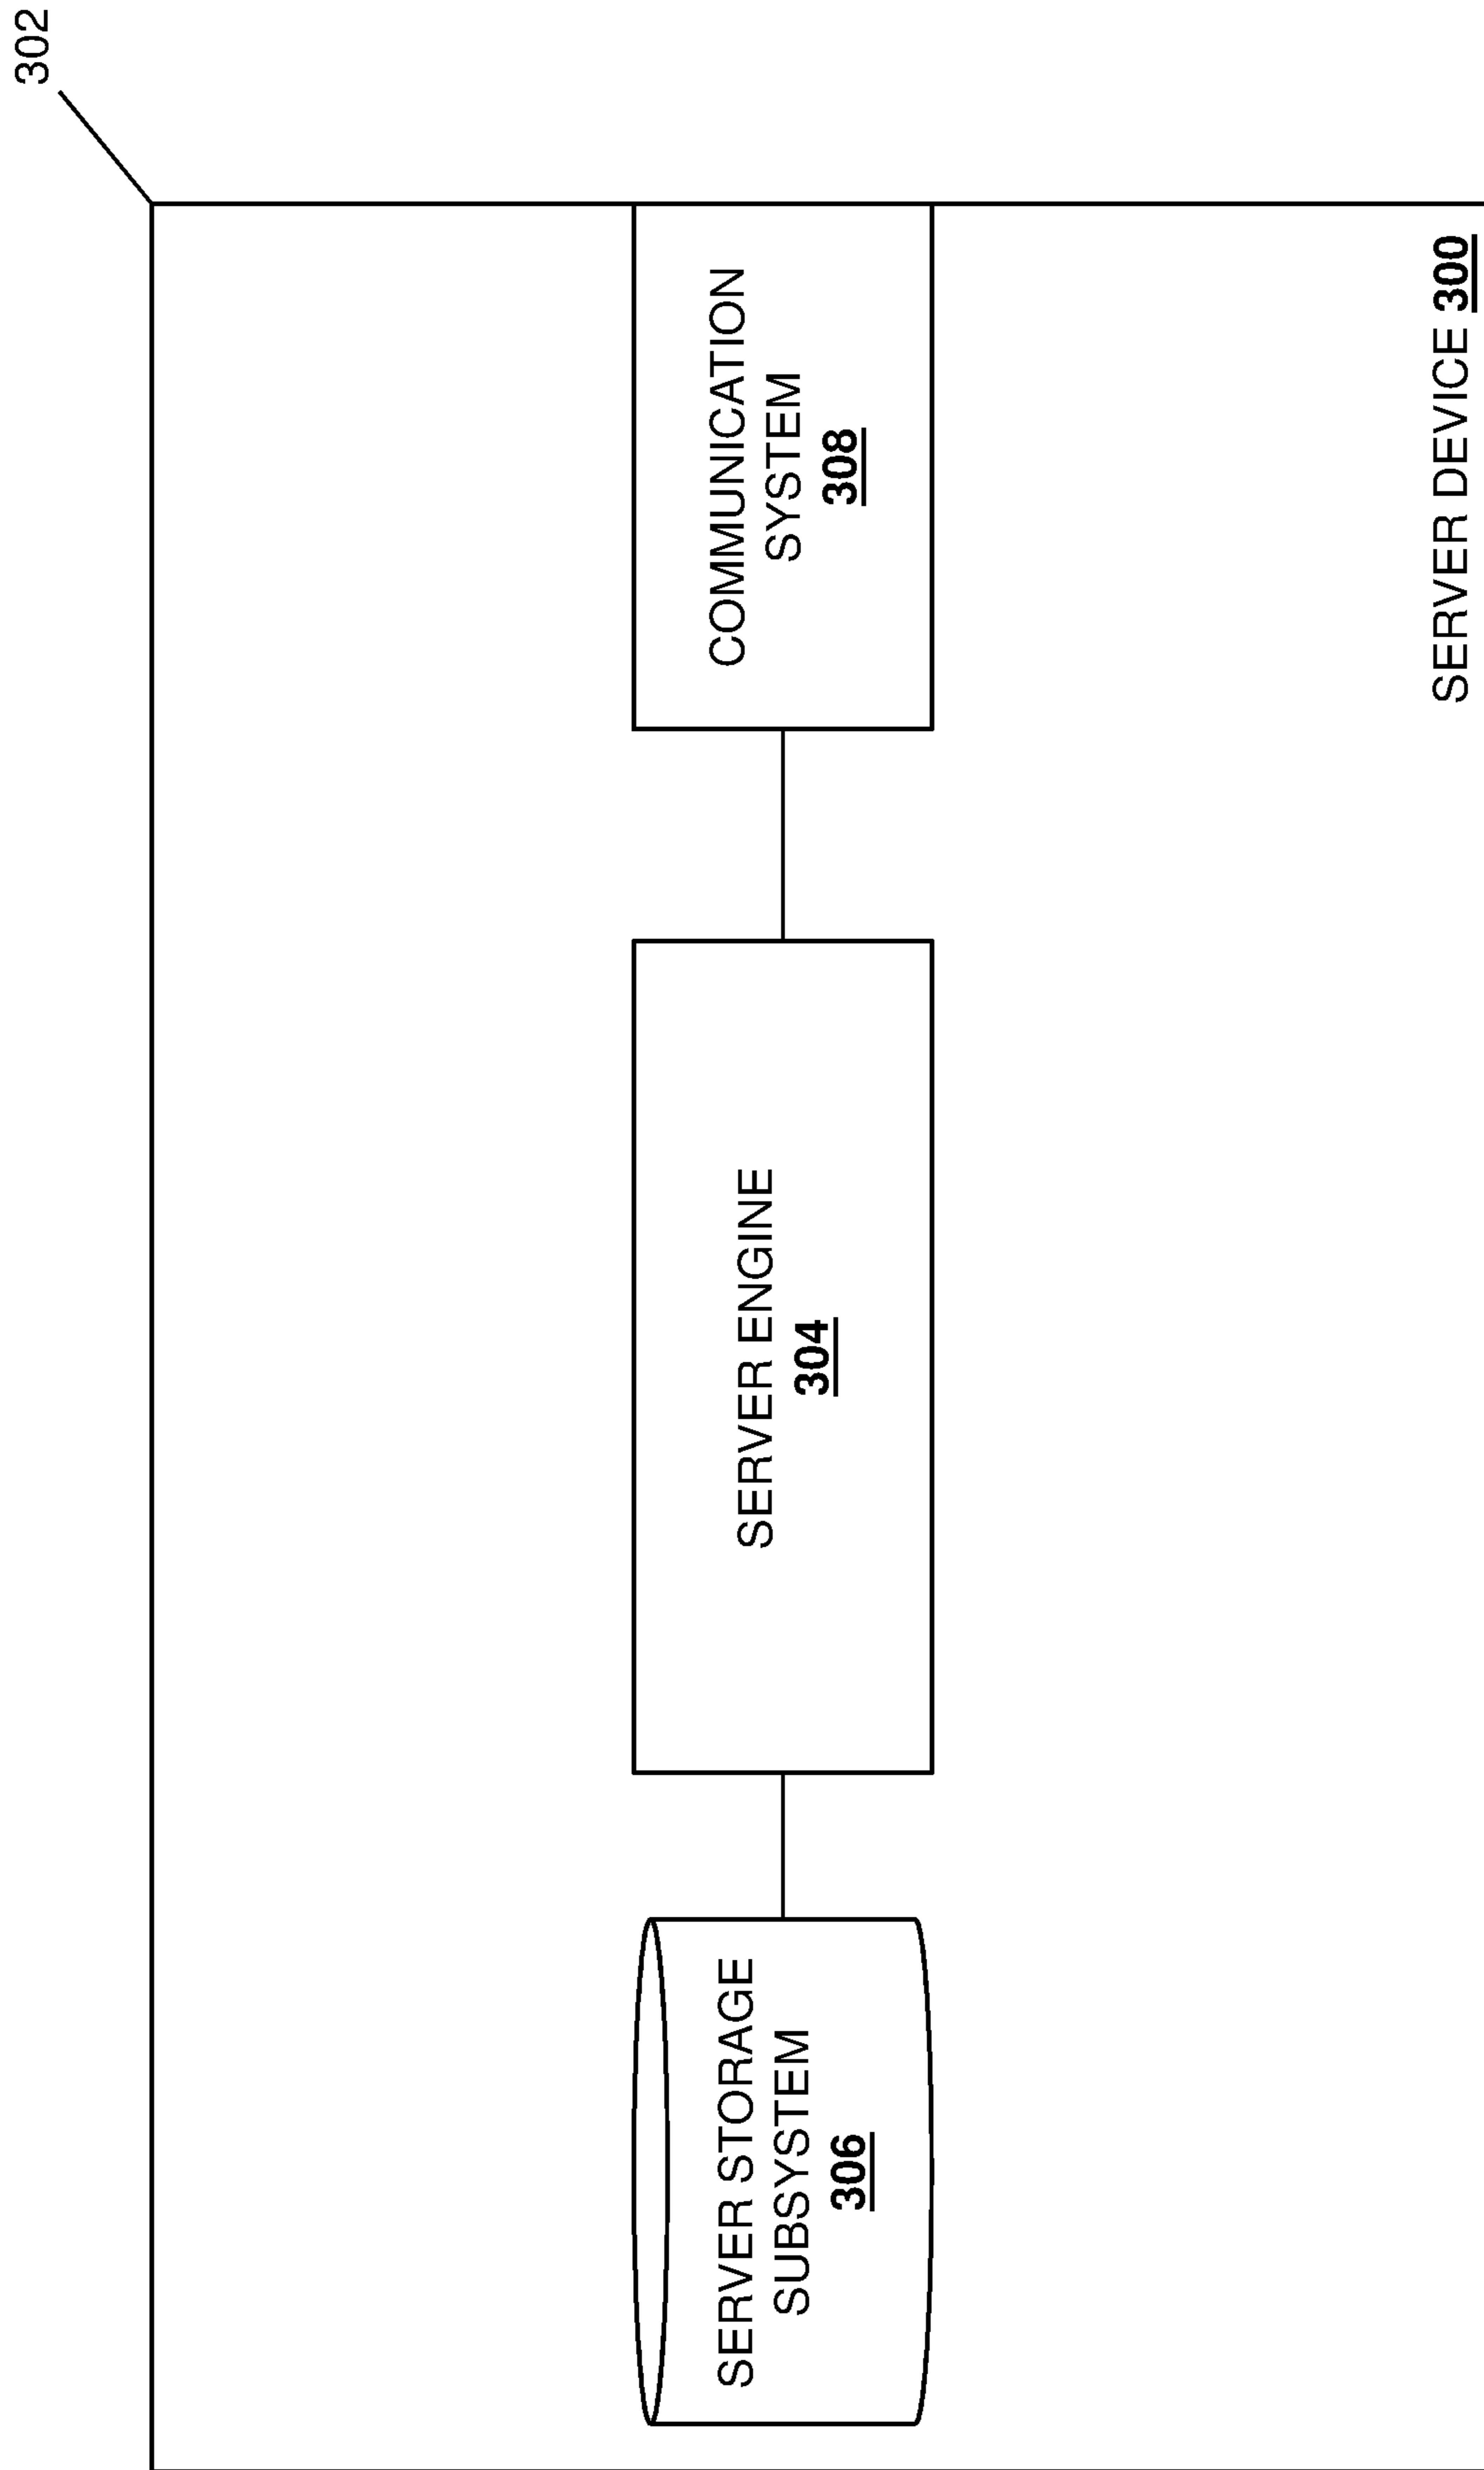 302
SERVER STORAGE
SUBSYSTEM
306
SERVER ENGINE
304
COMMUNICATION
SYSTEM
308
SERVER DEVICE 300